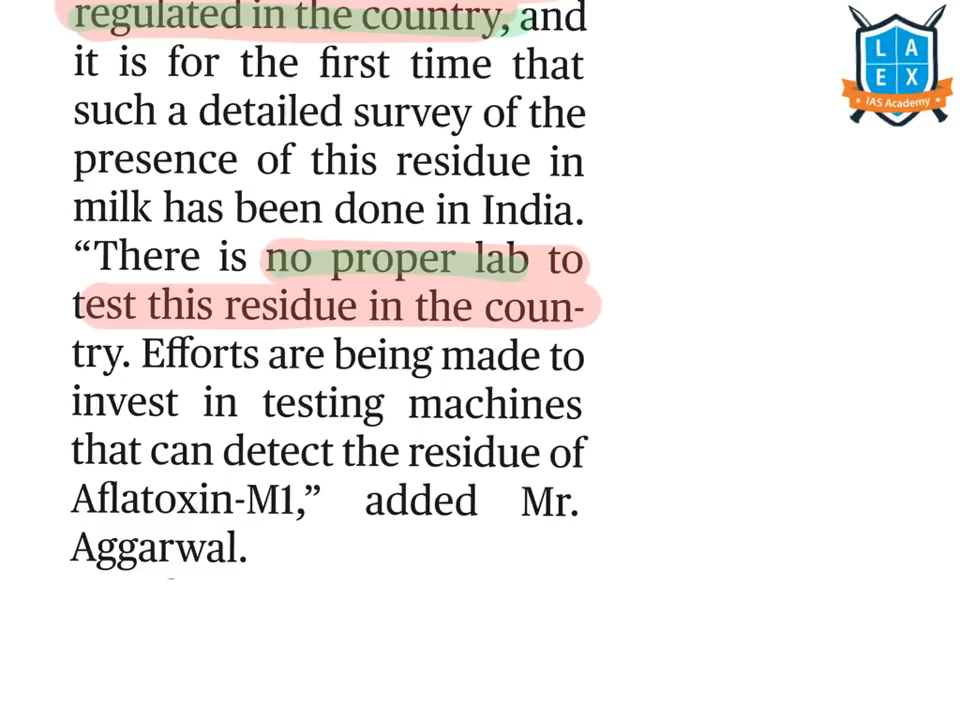 regulated in the country, and
it is for the first time that
such a detailed survey of the
presence of this residue in
milk has been done in India.
“There is no proper lab to
test this residue in the coun-
try. Efforts are being made to
invest in testing machines
that can detect the residue of
Aflatoxin-M1,” added Mr.
Aggarwal.
L A
E X
IAS Academy